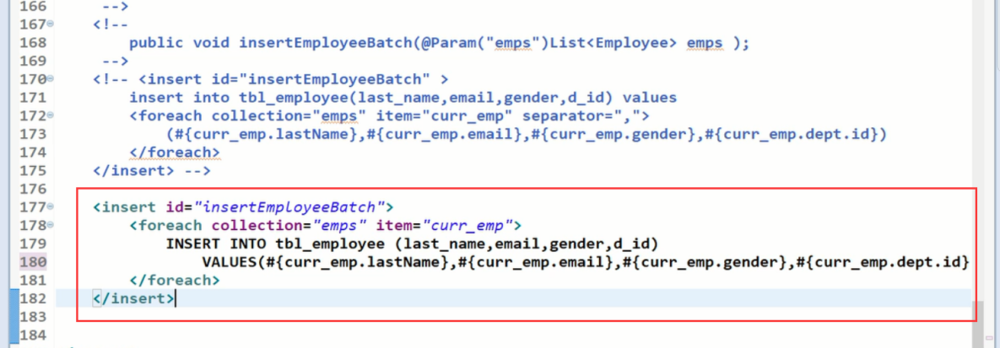 166 -->
167 <!--
168 public void insertEmployeeBatch(@Param("emps")List<Employee> emps );
169 -->
170 <!-- <insert id="insertEmployeeBatch" >
171 insert into tbl_employee(last_name,email,gender,d_id) values
172 <foreach collection="emps" item="curr_emp" separator=",">
173 (#{curr_emp.lastName},#{curr_emp.email},#{curr_emp.gender},#{curr_emp.dept.id})
174 </foreach>
175 </insert> -->
176
177 <insert id="insertEmployeeBatch">
178 <foreach collection="emps" item="curr_emp">
179 INSERT INTO tbl_employee (last_name,email,gender,d_id)
180 VALUES(#{curr_emp.lastName},#{curr_emp.email},#{curr_emp.gender},#{curr_emp.dept.id}
181 </foreach>
182 </insert>
183
184